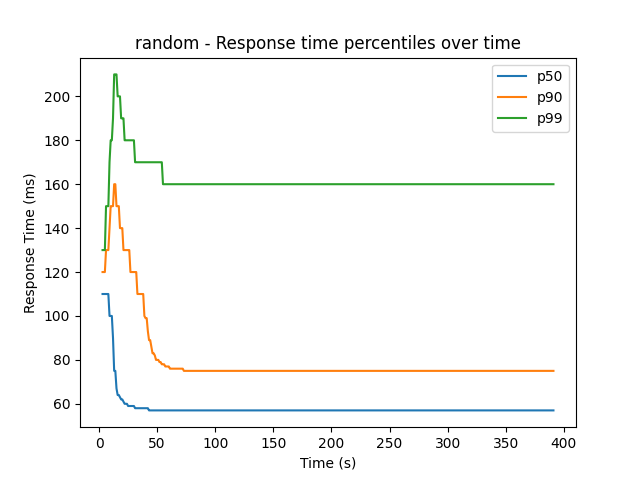 random - Response time percentiles over time
p50
p90
p99
Response Time (ms)
200
180
160
140
120
100
80
60
0 50 100 150 200 250 300 350 400
Time (s)